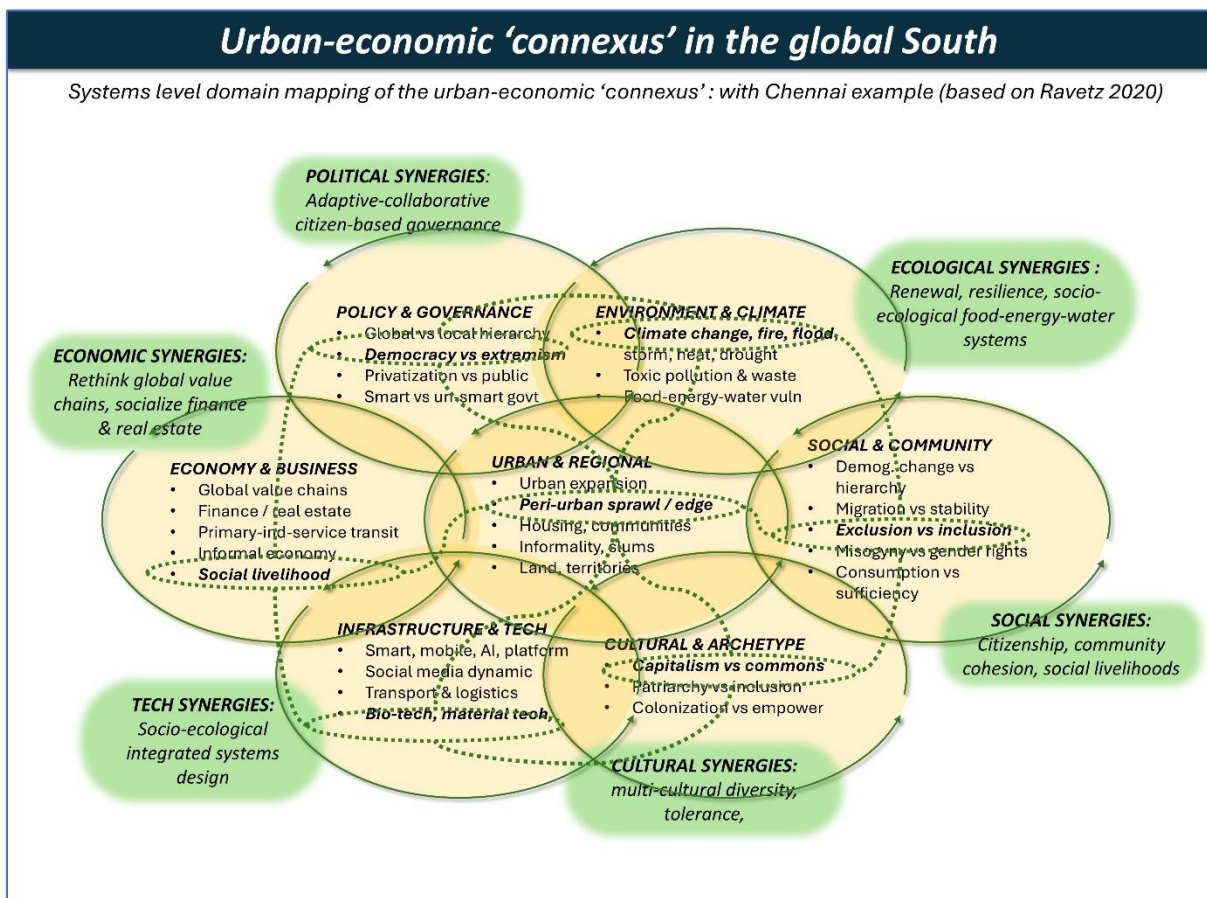 Urban-economic ‘connexus’ in the global South
Systems level domain mapping of the urban-economic ‘connexus’ : with Chennai example (based on Ravetz 2020)
POLITICAL SYNERGIES:
Adaptive-collaborative
citizen-based governance
ECOLOGICAL SYNERGIES :
Renewal, resilience, socio-
ecological food-energy-water
systems
POLICY & GOVERNANCE
• Global vs local hierarchy
• Democracy vs extremism
• Privatization vs public
• Smart vs un-smart govt
ENVIRONMENT & CLIMATE
• Climate change, fire, flood,
storm, heat, drought
• Toxic pollution & waste
• Food-energy-water vuln
ECONOMIC SYNERGIES:
Rethink global value
chains, socialize finance
& real estate
ECONOMY & BUSINESS
• Global value chains
• Finance / real estate
• Primary-ind-service transit
• Informal economy
• Social livelihood
URBAN & REGIONAL
• Urban expansion
• Peri-urban sprawl / edge
• Housing, communities
• Informality, slums
• Land, territories
SOCIAL & COMMUNITY
• Demog. change vs
hierarchy
• Migration vs stability
• Exclusion vs inclusion
• Misogyny vs gender rights
• Consumption vs
sufficiency
INFRASTRUCTURE & TECH
• Smart, mobile, AI, platform
• Social media dynamic
• Transport & logistics
• Bio-tech, material tech,
CULTURAL & ARCHETYPE
• Capitalism vs commons
• Patriarchy vs inclusion
• Colonization vs empower
SOCIAL SYNERGIES:
Citizenship, community
cohesion, social livelihoods
TECH SYNERGIES:
Socio-ecological
integrated systems
design
CULTURAL SYNERGIES:
multi-cultural diversity,
tolerance,